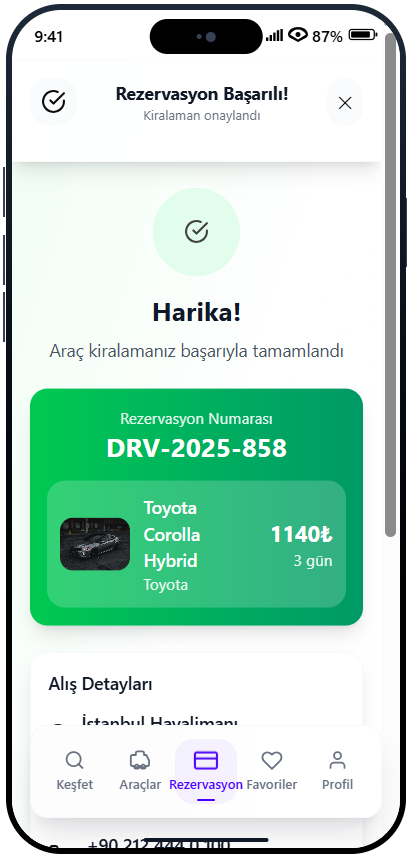 9:41 87%
Rezervasyon Başarılı!
Kiralaman onaylandı
Harika!
Araç kiralamanız başarıyla tamamlandı
Rezervasyon Numarası
DRV-2025-858
Toyota
Corolla
Hybrid
1140₺
3 gün
Toyota
Alış Detayları
İstanbul Havalimanı
Keşfet Araçlar Rezervasyon Favoriler Profil
+90 212 444 0 100